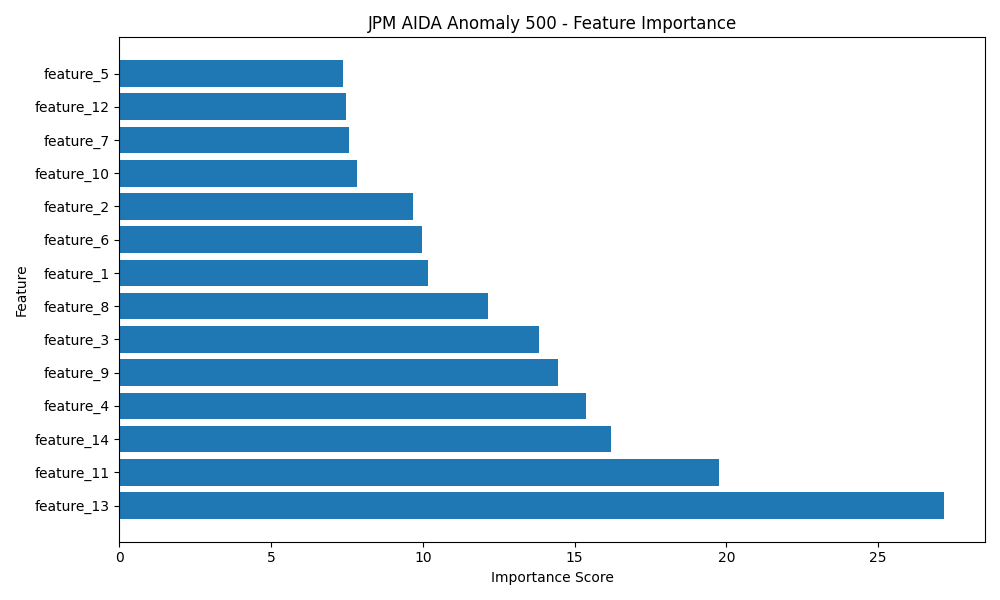 JPM AIDA Anomaly 500 - Feature Importance
Feature
feature_5
feature_12
feature_7
feature_10
feature_2
feature_6
feature_1
feature_8
feature_3
feature_9
feature_4
feature_14
feature_11
feature_13
0 5 10 15 20 25
Importance Score